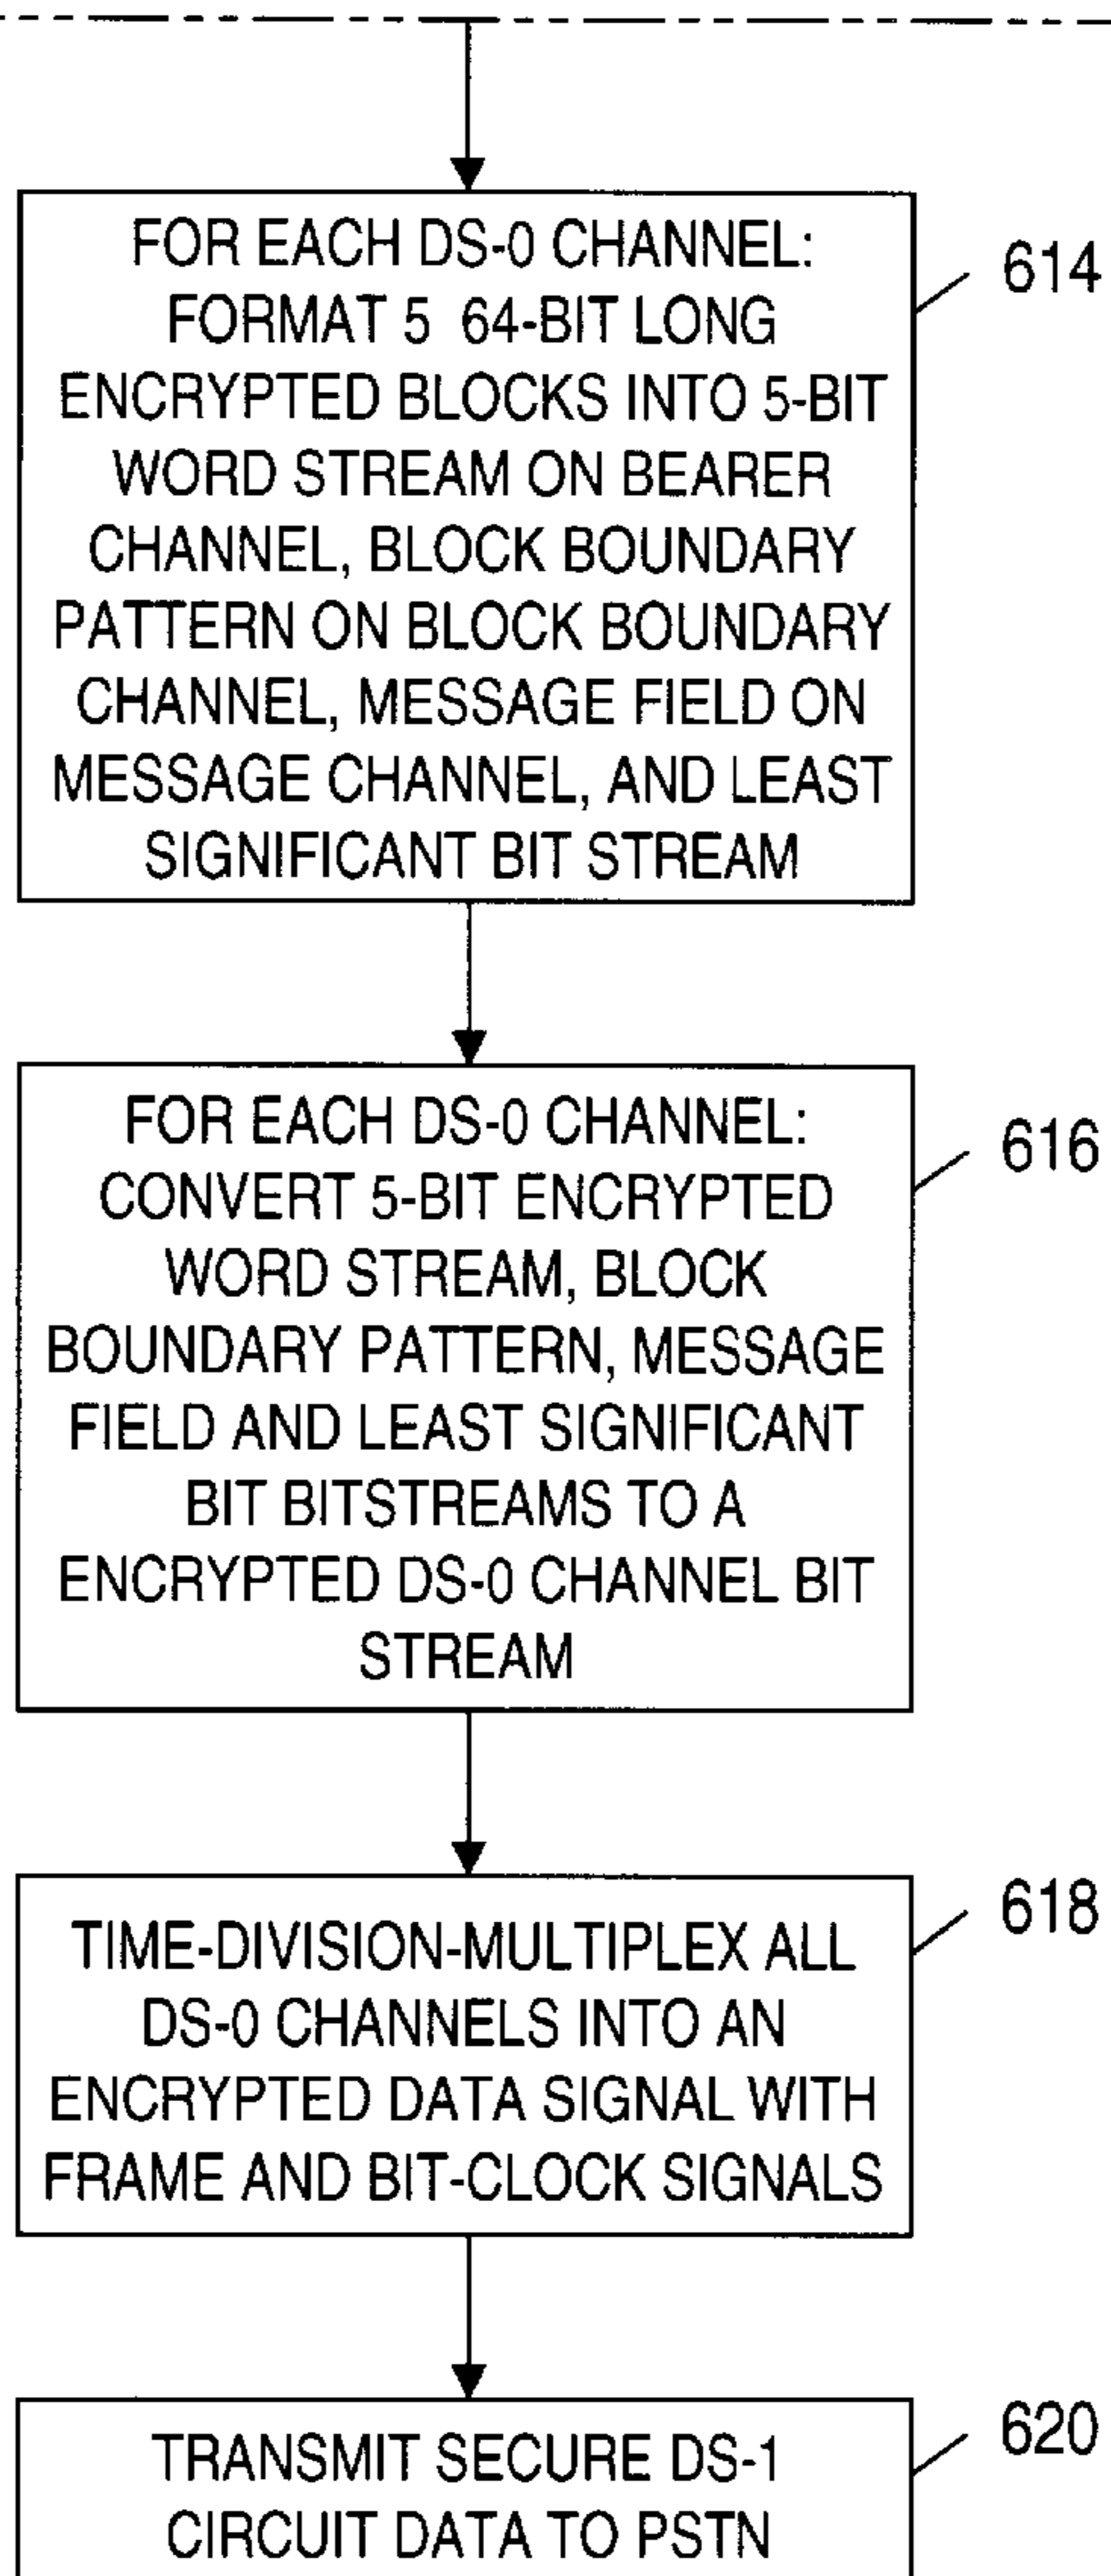 FOR EACH DS-0 CHANNEL:
FORMAT 5 64-BIT LONG
ENCRYPTED BLOCKS INTO 5-BIT
WORD STREAM ON BEARER
CHANNEL, BLOCK BOUNDARY
PATTERN ON BLOCK BOUNDARY
CHANNEL, MESSAGE FIELD ON
MESSAGE CHANNEL, AND LEAST
SIGNIFICANT BIT STREAM
614
FOR EACH DS-0 CHANNEL:
CONVERT 5-BIT ENCRYPTED
WORD STREAM, BLOCK
BOUNDARY PATTERN, MESSAGE
FIELD AND LEAST SIGNIFICANT
BIT BITSTREAMS TO A
ENCRYPTED DS-0 CHANNEL BIT
STREAM
616
TIME-DIVISION-MULTIPLEX ALL
DS-0 CHANNELS INTO AN
ENCRYPTED DATA SIGNAL WITH
FRAME AND BIT-CLOCK SIGNALS
618
TRANSMIT SECURE DS-1
CIRCUIT DATA TO PSTN
620